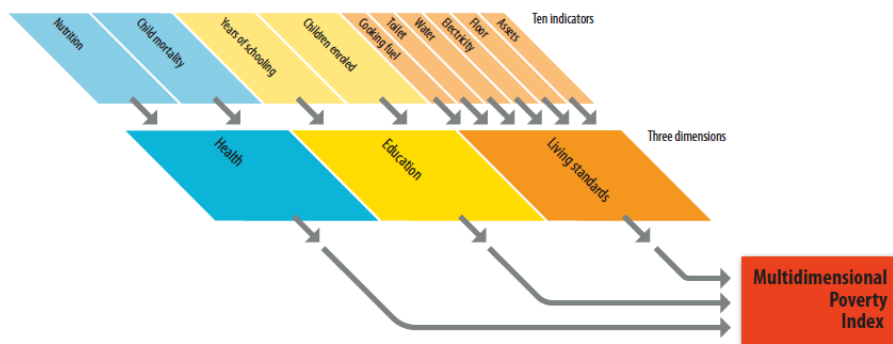 Nutrition
Child mortality
Years of schooling
Children enroled
Cooking fuel
Toilet
Water
Electricity
Floor
Assets
Ten indicators
Health
Education
Living standards
Three dimensions
Multidimensional
Poverty
Index